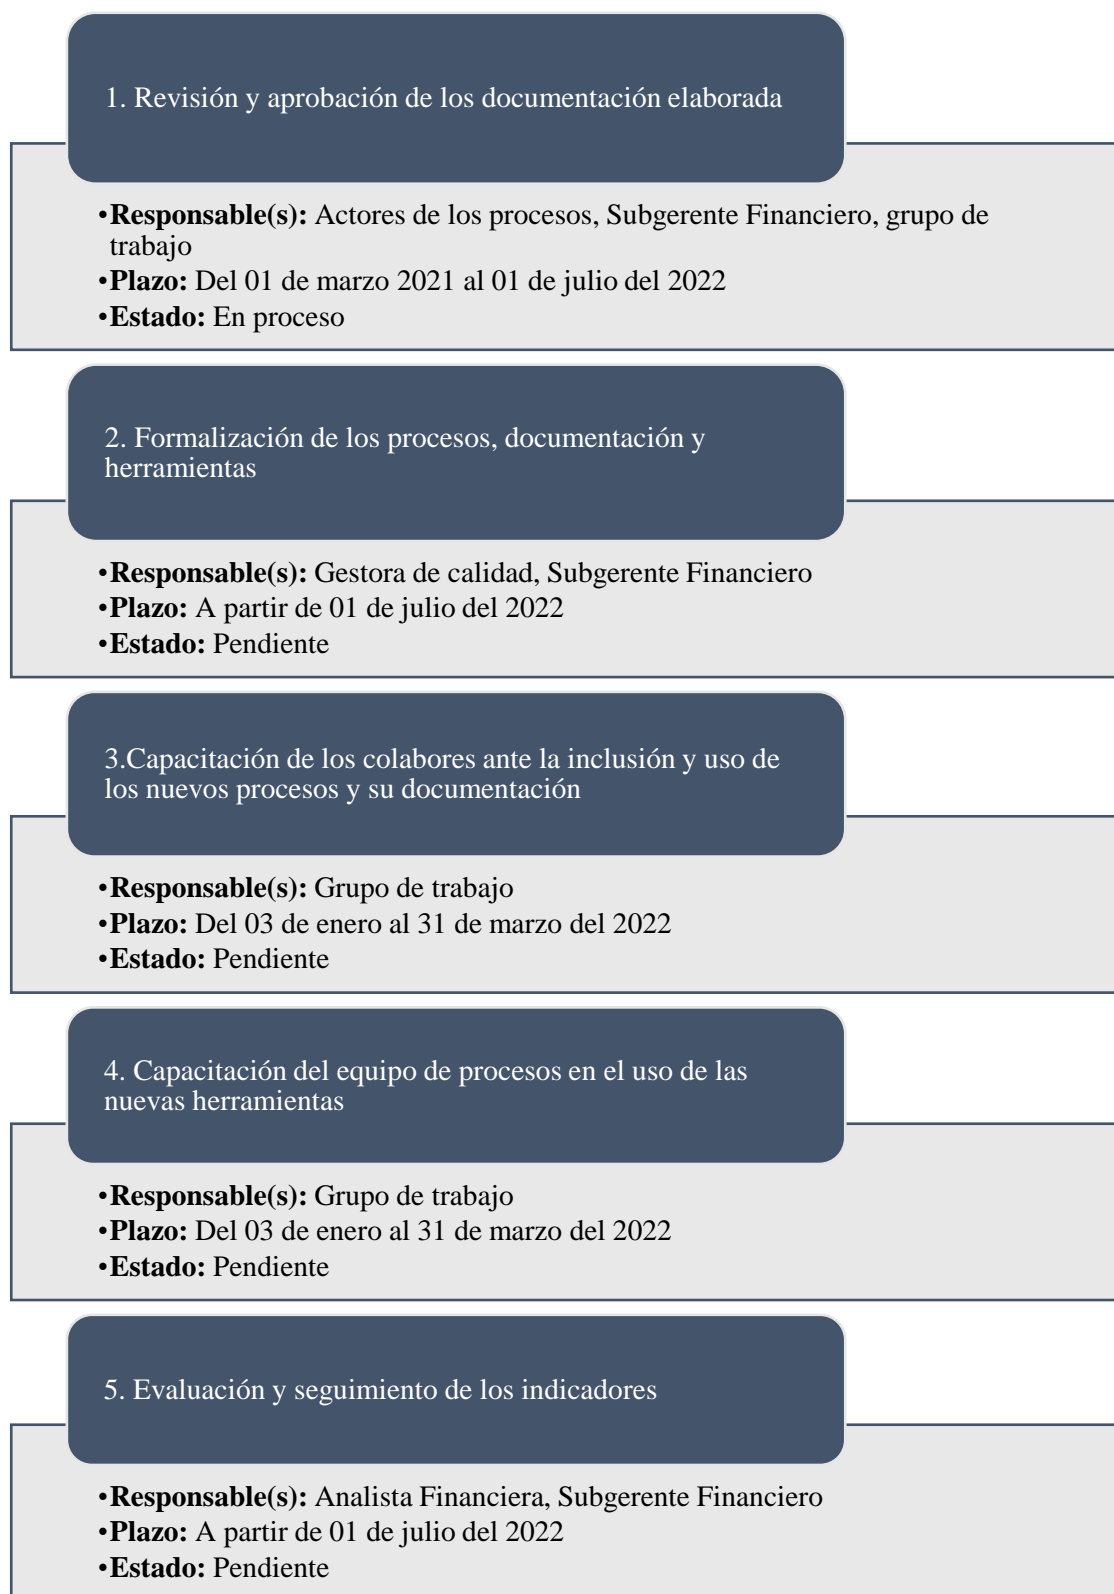 1. Revisión y aprobación de los documentación elaborada
•Responsable(s): Actores de los procesos, Subgerente Financiero, grupo de
trabajo
•Plazo: Del 01 de marzo 2021 al 01 de julio del 2022
•Estado: En proceso
2. Formalización de los procesos, documentación y
herramientas
•Responsable(s): Gestora de calidad, Subgerente Financiero
•Plazo: A partir de 01 de julio del 2022
•Estado: Pendiente
3.Capacitación de los colabores ante la inclusión y uso de
los nuevos procesos y su documentación
•Responsable(s): Grupo de trabajo
•Plazo: Del 03 de enero al 31 de marzo del 2022
•Estado: Pendiente
4. Capacitación del equipo de procesos en el uso de las
nuevas herramientas
•Responsable(s): Grupo de trabajo
•Plazo: Del 03 de enero al 31 de marzo del 2022
•Estado: Pendiente
5. Evaluación y seguimiento de los indicadores
•Responsable(s): Analista Financiera, Subgerente Financiero
•Plazo: A partir de 01 de julio del 2022
•Estado: Pendiente